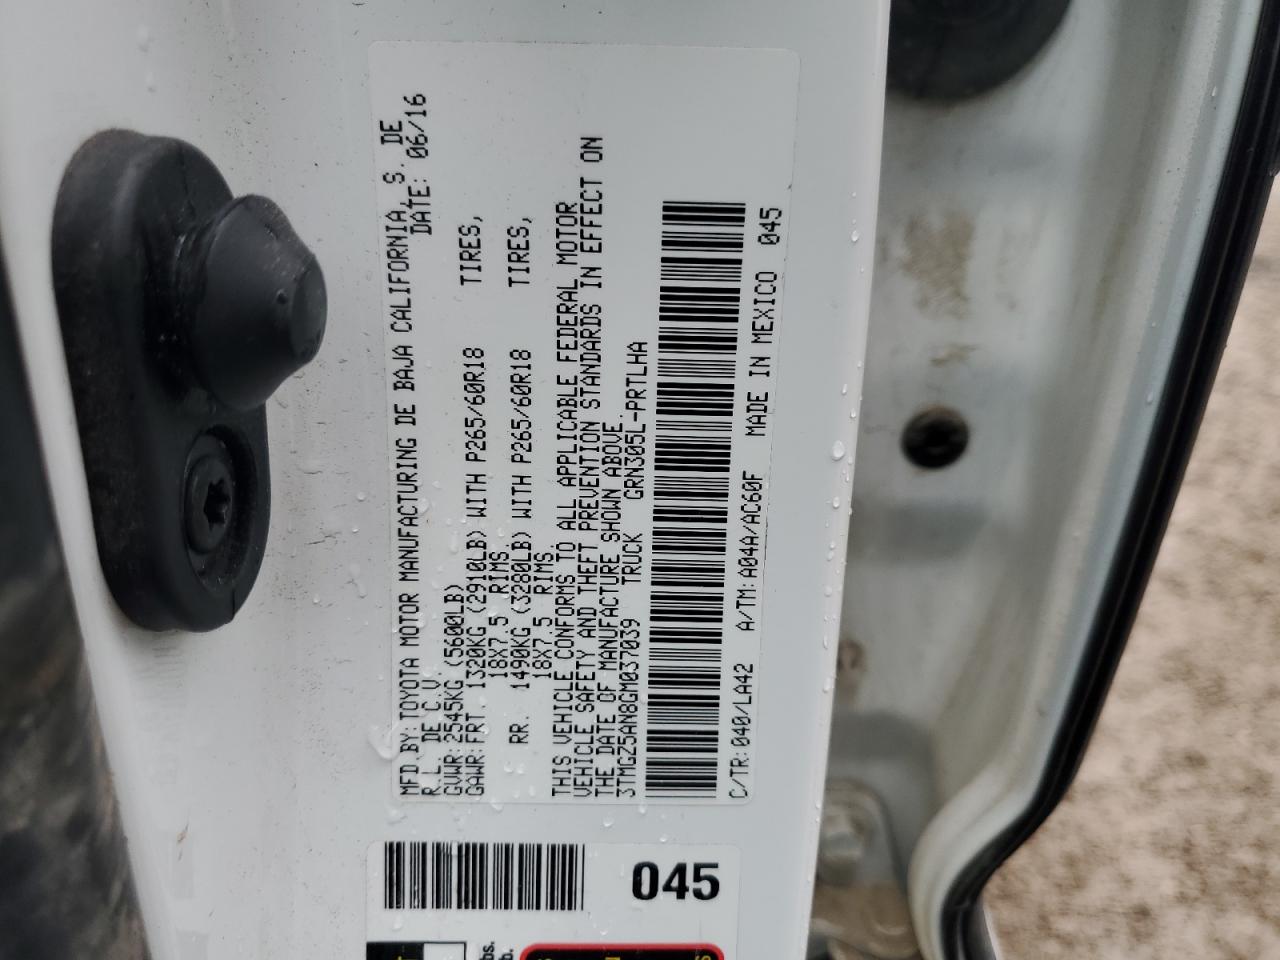 MFD BY: TOYOTA MOTOR MANUFACTURING DE BAJA CALIFORNIA, S. DE
R.L. DE C.V. DATE: 06/16
GVWR: 2545KG (5600LB)
GAWR: FRT. 1320KG (2910LB) WITH P265/60R18 TIRES,
18X7.5 RIMS
RR. 1490KG (3280LB) WITH P265/60R18 TIRES,
18X7.5 RIMS
THIS VEHICLE CONFORMS TO ALL APPLICABLE FEDERAL MOTOR
VEHICLE SAFETY AND THEFT PREVENTION STANDARDS IN EFFECT ON
THE DATE OF MANUFACTURE SHOWN ABOVE.
3TMGZ5AN8GM037039 TRUCK GRN305L-PRTLHA
C/TR: 040/LA42 A/TM: A04A/AC60F MADE IN MEXICO 045
045